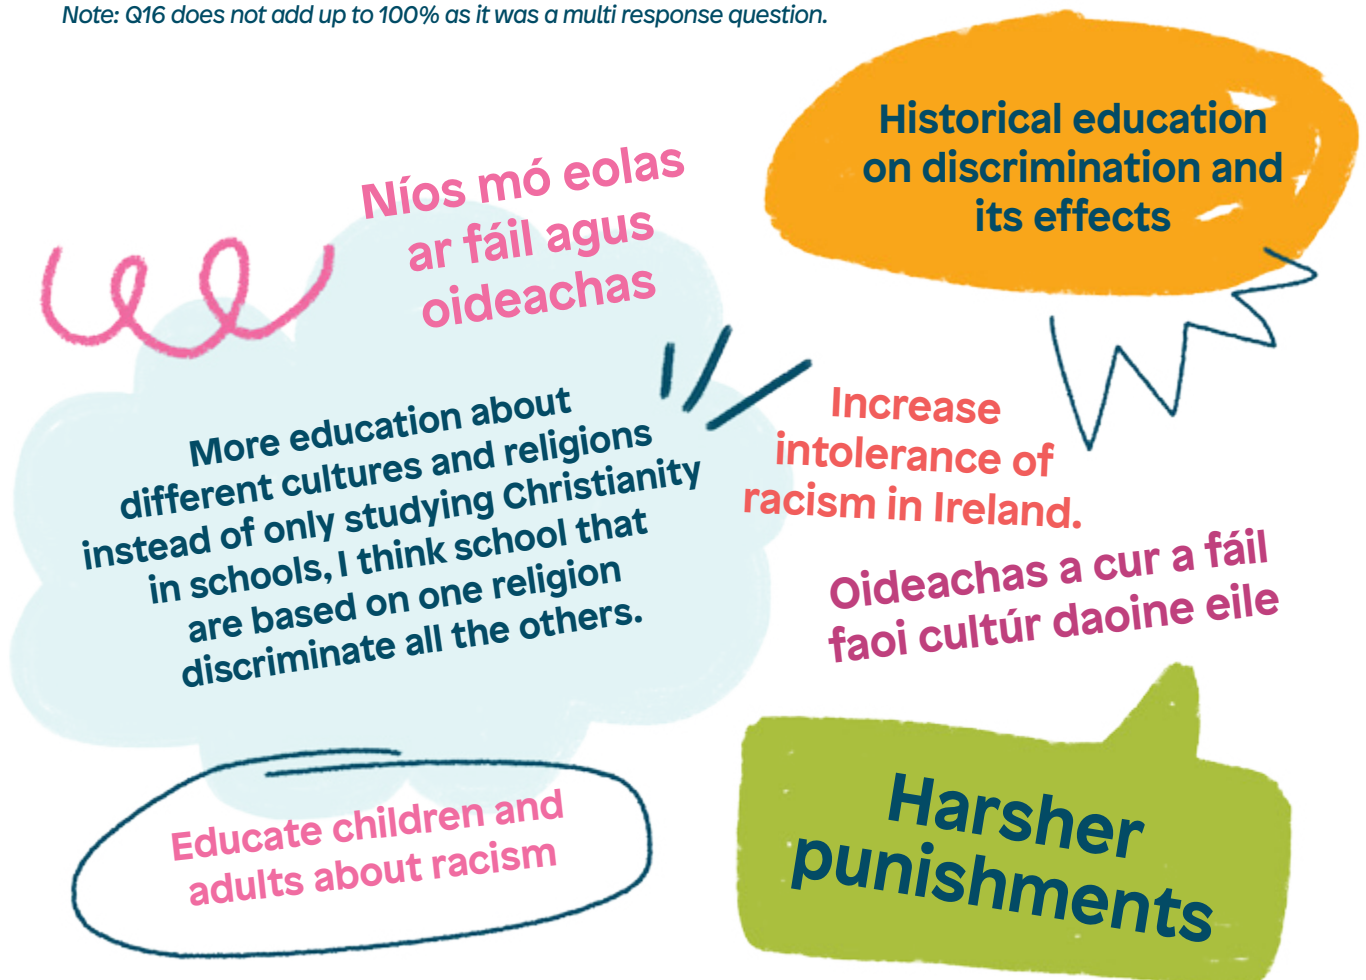 Note: Q16 does not add up to 100% as it was a multi response question.
Historical education
on discrimination and
its effects
Níos mó eolas
ar fáil agus
oideachas
More education about
different cultures and religions
instead of only studying Christianity
in schools, I think school that
are based on one religion
discriminate all the others.
Increase
intolerance of
racism in Ireland.
Oideachas a cur a fáil
faoi cultúr daoine eile
Educate children and
adults about racism
Harsher
punishments